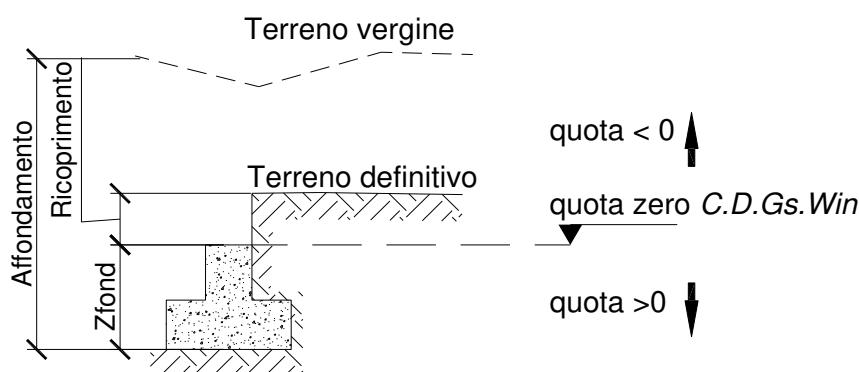 Terreno vergine
Affondamento
Ricoprimento
quota < 0
Terreno definitivo
quota zero C.D.Gs.Win
Zfond
quota >0